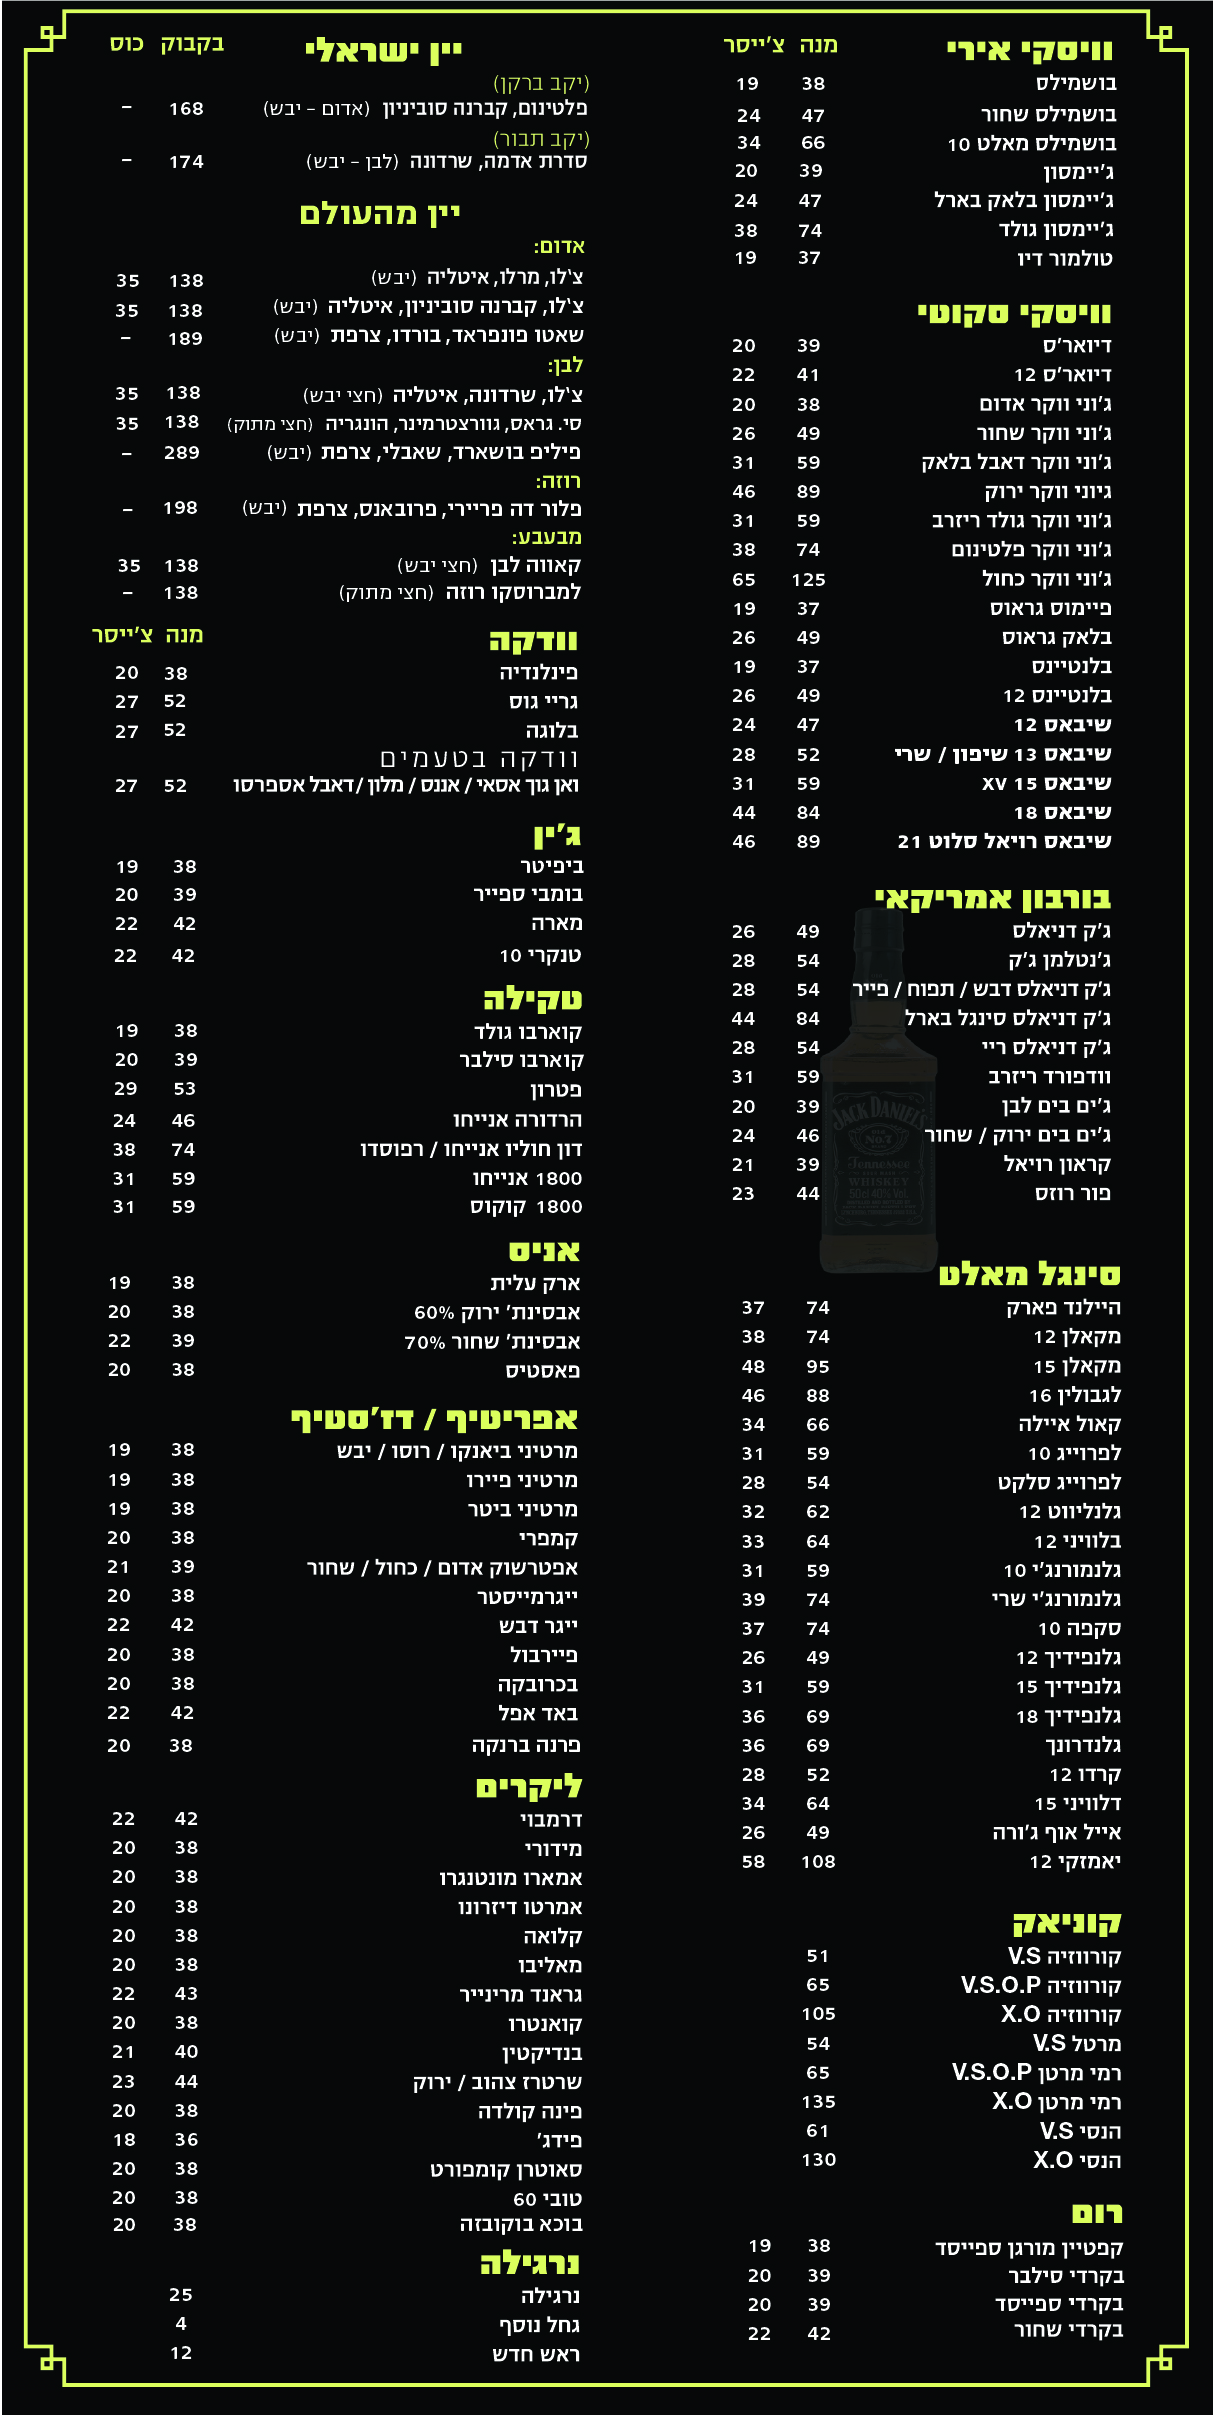 וויסקי אירי מנה צ'ייסר
בושמילס 38 19
בושמילס שחור 47 24
בושמילס מאלט 10 66 34
ג'יימסון 39 20
ג'יימסון בלאק בארל 47 24
ג'יימסון גולד 74 38
טולמור דיו 37 19
וויסקי סקוטי
דיואר'ס 39 20
דיואר'ס 12 41 22
ג'וני ווקר אדום 38 20
ג'וני ווקר שחור 49 26
ג'וני ווקר דאבל בלאק 59 31
גיוני ווקר ירוק 89 46
ג'וני ווקר גולד ריזרב 59 31
ג'וני ווקר פלטינום 74 38
ג'וני ווקר כחול 125 65
פיימוס גראוס 37 19
בלאק גראוס 49 26
בלנטיינס 37 19
בלנטיינס 12 49 26
שיבאס 12 47 24
שיבאס 13 שיפון / שרי 52 28
שיבאס 15 XV 59 31
שיבאס 18 84 44
שיבאס רויאל סלוט 21 89 46
בורבון אמריקאי
ג'ק דניאלס 49 26
ג'נטלמן ג'ק 54 28
ג'ק דניאלס דבש / תפוח / פייר 54 28
ג'ק דניאלס סינגל בארל 84 44
ג'ק דניאלס ריי 54 28
וודפורד ריזרב 59 31
ג'ים בים לבן 39 20
ג'ים בים ירוק / שחור 46 24
קראון רויאל 39 21
פור רוזס 44 23
JACK DANIEL'S
No.7
Tennessee
WHISKEY
50cl 40% Vol.
סינגל מאלט
היילנד פארק 74 37
מקאלן 12 74 38
מקאלן 15 95 48
לגבולין 16 88 46
קאול איילה 66 34
לפרוייג 10 59 31
לפרוייג סלקט 54 28
גלנליווט 12 62 32
בלוויני 12 64 33
גלנמורנג'י 10 59 31
גלנמורנג'י שרי 74 39
סקפה 10 74 37
גלנפידיך 12 49 26
גלנפידיך 15 59 31
גלנפידיך 18 69 36
גלנדרונך 69 36
קרדו 12 52 28
דלוויני 15 64 34
אייל אוף ג'ורה 49 26
יאמזקי 12 108 58
קוניאק
קורווזיה V.S 51
קורווזיה V.S.O.P 65
קורווזיה X.O 105
מרטל V.S 54
רמי מרטן V.S.O.P 65
רמי מרטן X.O 135
הנסי V.S 61
הנסי X.O 130
רום
קפטיין מורגן ספייסד 38 19
בקרדי סילבר 39 20
בקרדי ספייסד 39 20
בקרדי שחור 42 22
יין ישראלי בקבוק כוס
(יקב ברקן)
פלטינום, קברנה סוביניון (אדום - יבש) 168 -
(יקב תבור)
סדרת אדמה, שרדונה (לבן - יבש) 174 -
יין מהעולם
אדום:
צ'לו, מרלו, איטליה (יבש) 138 35
צ'לו, קברנה סוביניון, איטליה (יבש) 138 35
שאטו פונפראד, בורדו, צרפת (יבש) 189 -
לבן:
צ'לו, שרדונה, איטליה (חצי יבש) 138 35
סי. גראס, גוורצטרמינר, הונגריה (חצי מתוק) 138 35
פיליפ בושארד, שאבלי, צרפת (יבש) 289 -
רוזה:
פלור דה פריירי, פרובאנס, צרפת (יבש) 198 -
מבעבע:
קאווה לבן (חצי יבש) 138 35
למברוסקו רוזה (חצי מתוק) 138 -
וודקה מנה צ'ייסר
פינלנדיה 38 20
גריי גוס 52 27
בלוגה 52 27
וודקה בטעמים
ואן גוך אסאי / אננס / מלון / דאבל אספרסו 52 27
ג'ין
ביפיטר 38 19
בומבי ספייר 39 20
מארה 42 22
טנקרי 10 42 22
טקילה
קוארבו גולד 38 19
קוארבו סילבר 39 20
פטרון 53 29
הרדורה אנייחו 46 24
דון חוליו אנייחו / רפוסדו 74 38
1800 אנייחו 59 31
1800 קוקוס 59 31
אניס
ארק עלית 38 19
אבסינת' ירוק 60% 38 20
אבסינת' שחור 70% 39 22
פאסטיס 38 20
אפריטיף / דז'סטיף
מרטיני ביאנקו / רוסו / יבש 38 19
מרטיני פיירו 38 19
מרטיני ביטר 38 19
קמפרי 38 20
אפטרשוק אדום / כחול / שחור 39 21
ייגרמייסטר 38 20
ייגר דבש 42 22
פיירבול 38 20
בכרובקה 38 20
באד אפל 42 22
פרנה ברנקה 38 20
ליקרים
דרמבוי 42 22
מידורי 38 20
אמארו מונטנגרו 38 20
אמרטו דיזרונו 38 20
קלואה 38 20
מאליבו 38 20
גראנד מרינייר 43 22
קואנטרו 38 20
בנדיקטין 40 21
שרטרז צהוב / ירוק 44 23
פינה קולדה 38 20
פידג' 36 18
סאוטרן קומפורט 38 20
טובי 60 38 20
בוכא בוקובזה 38 20
נרגילה
נרגילה 25
גחל נוסף 4
ראש חדש 12